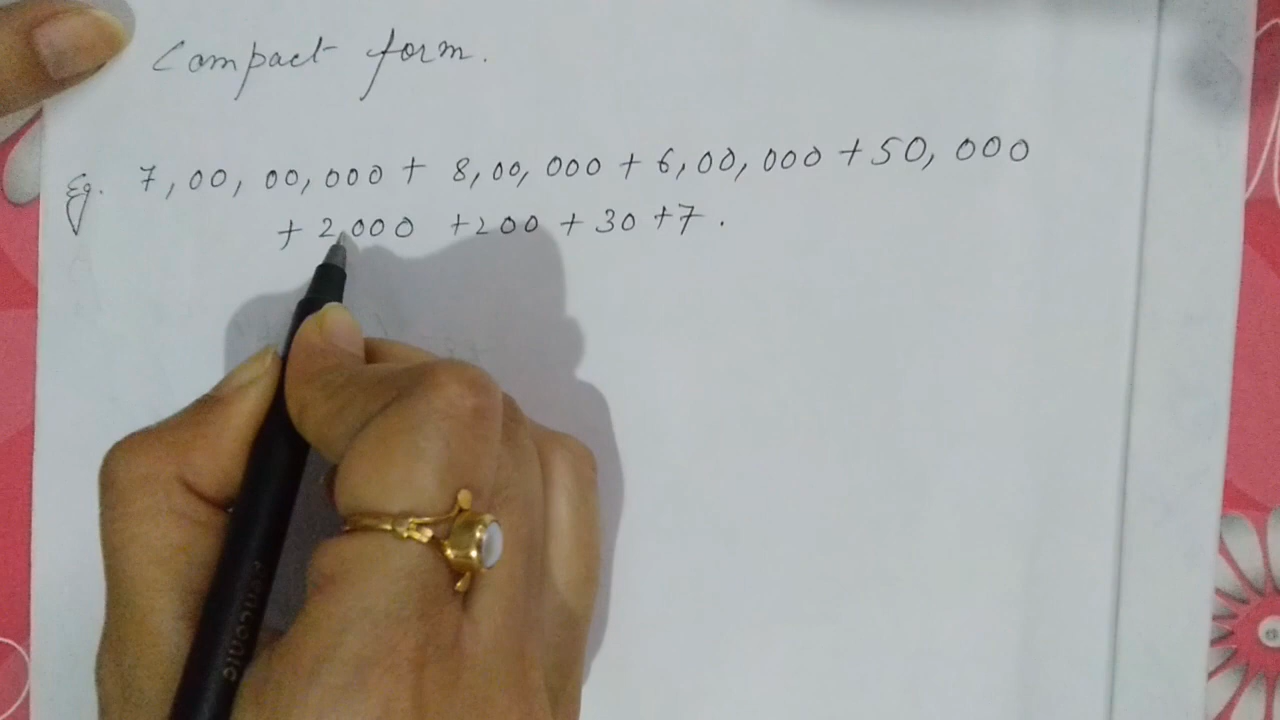 Compact form.
Eg. 7,00,00,000 + 8,00,000 + 6,00,000 + 50,000
+ 2,000 + 200 + 30 + 7.